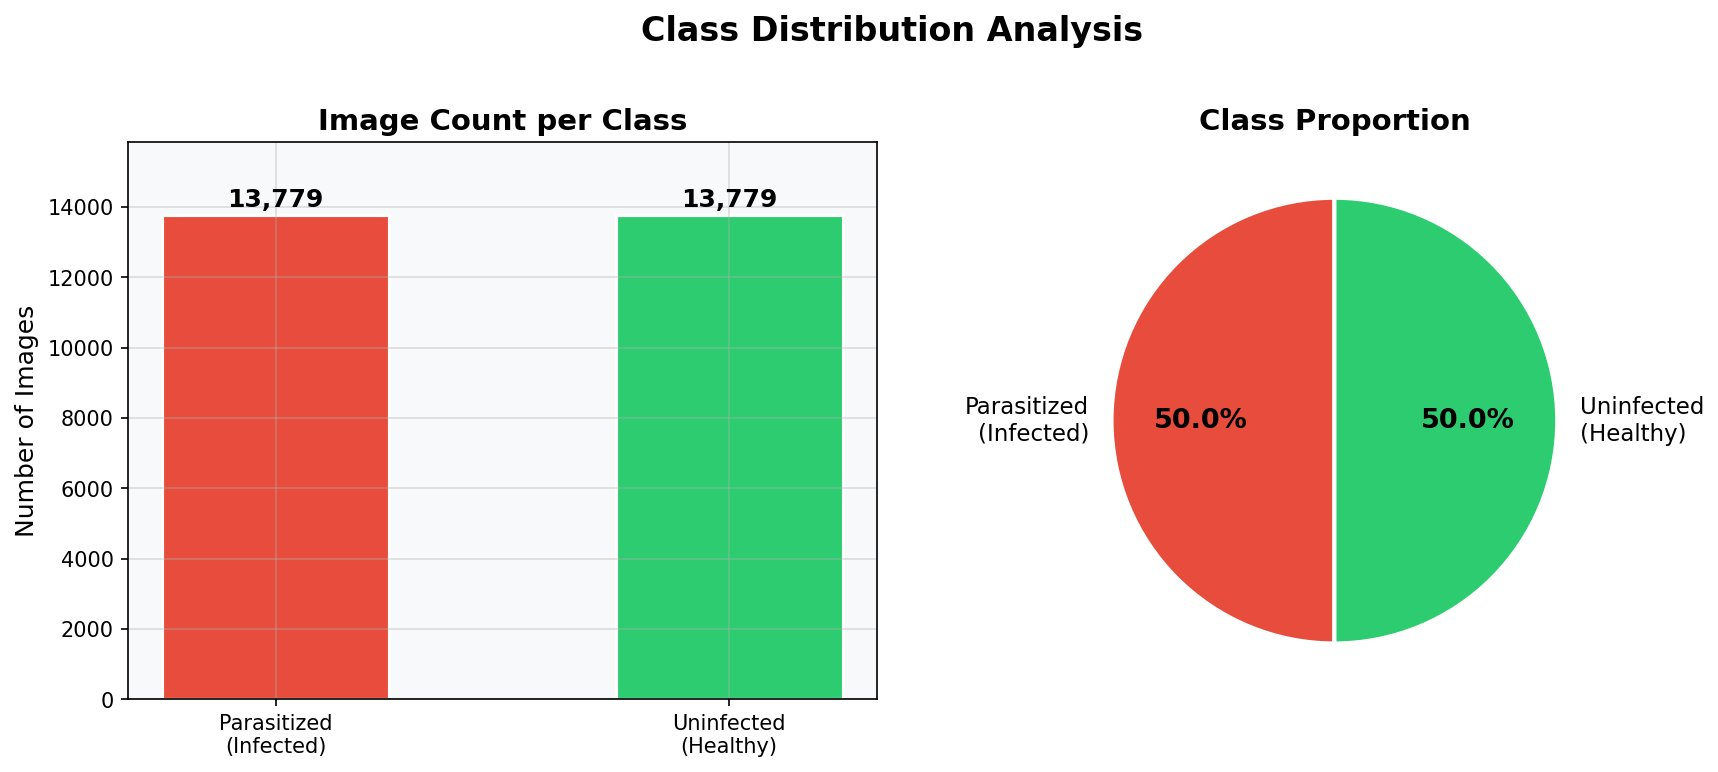 Class Distribution Analysis
Image Count per Class
Number of Images
14000
12000
10000
8000
6000
4000
2000
0
13,779
13,779
Parasitized
(Infected)
Uninfected
(Healthy)
Class Proportion
Parasitized
(Infected)
50.0%
50.0%
Uninfected
(Healthy)